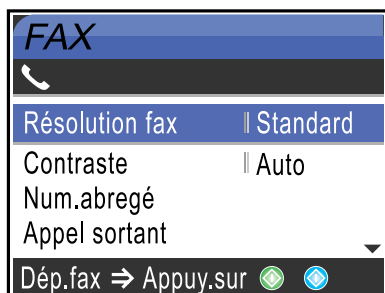 FAX
Résolution fax Standard
Contraste Auto
Num.abregé
Appel sortant
Dép.fax ⇒ Appuy.sur